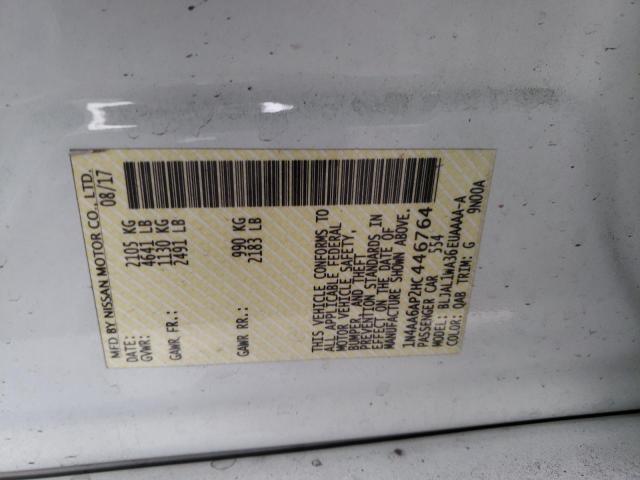 MFD BY NISSAN MOTOR CO., LTD.
DATE: 08/17
GVWR: 2105 KG
4641 LB
GAWR FR.: 1130 KG
2491 LB
GAWR RR.: 990 KG
2183 LB
THIS VEHICLE CONFORMS TO
ALL APPLICABLE FEDERAL
MOTOR VEHICLE SAFETY,
BUMPER, AND THEFT
PREVENTION STANDARDS IN
EFFECT ON THE DATE OF
MANUFACTURE SHOWN ABOVE.
1N4AA6AP2HC446764
PASSENGER CAR 554
MODEL: BLJALLWA36EUAAAA-A
COLOR: QAB TRIM: G 9N00A